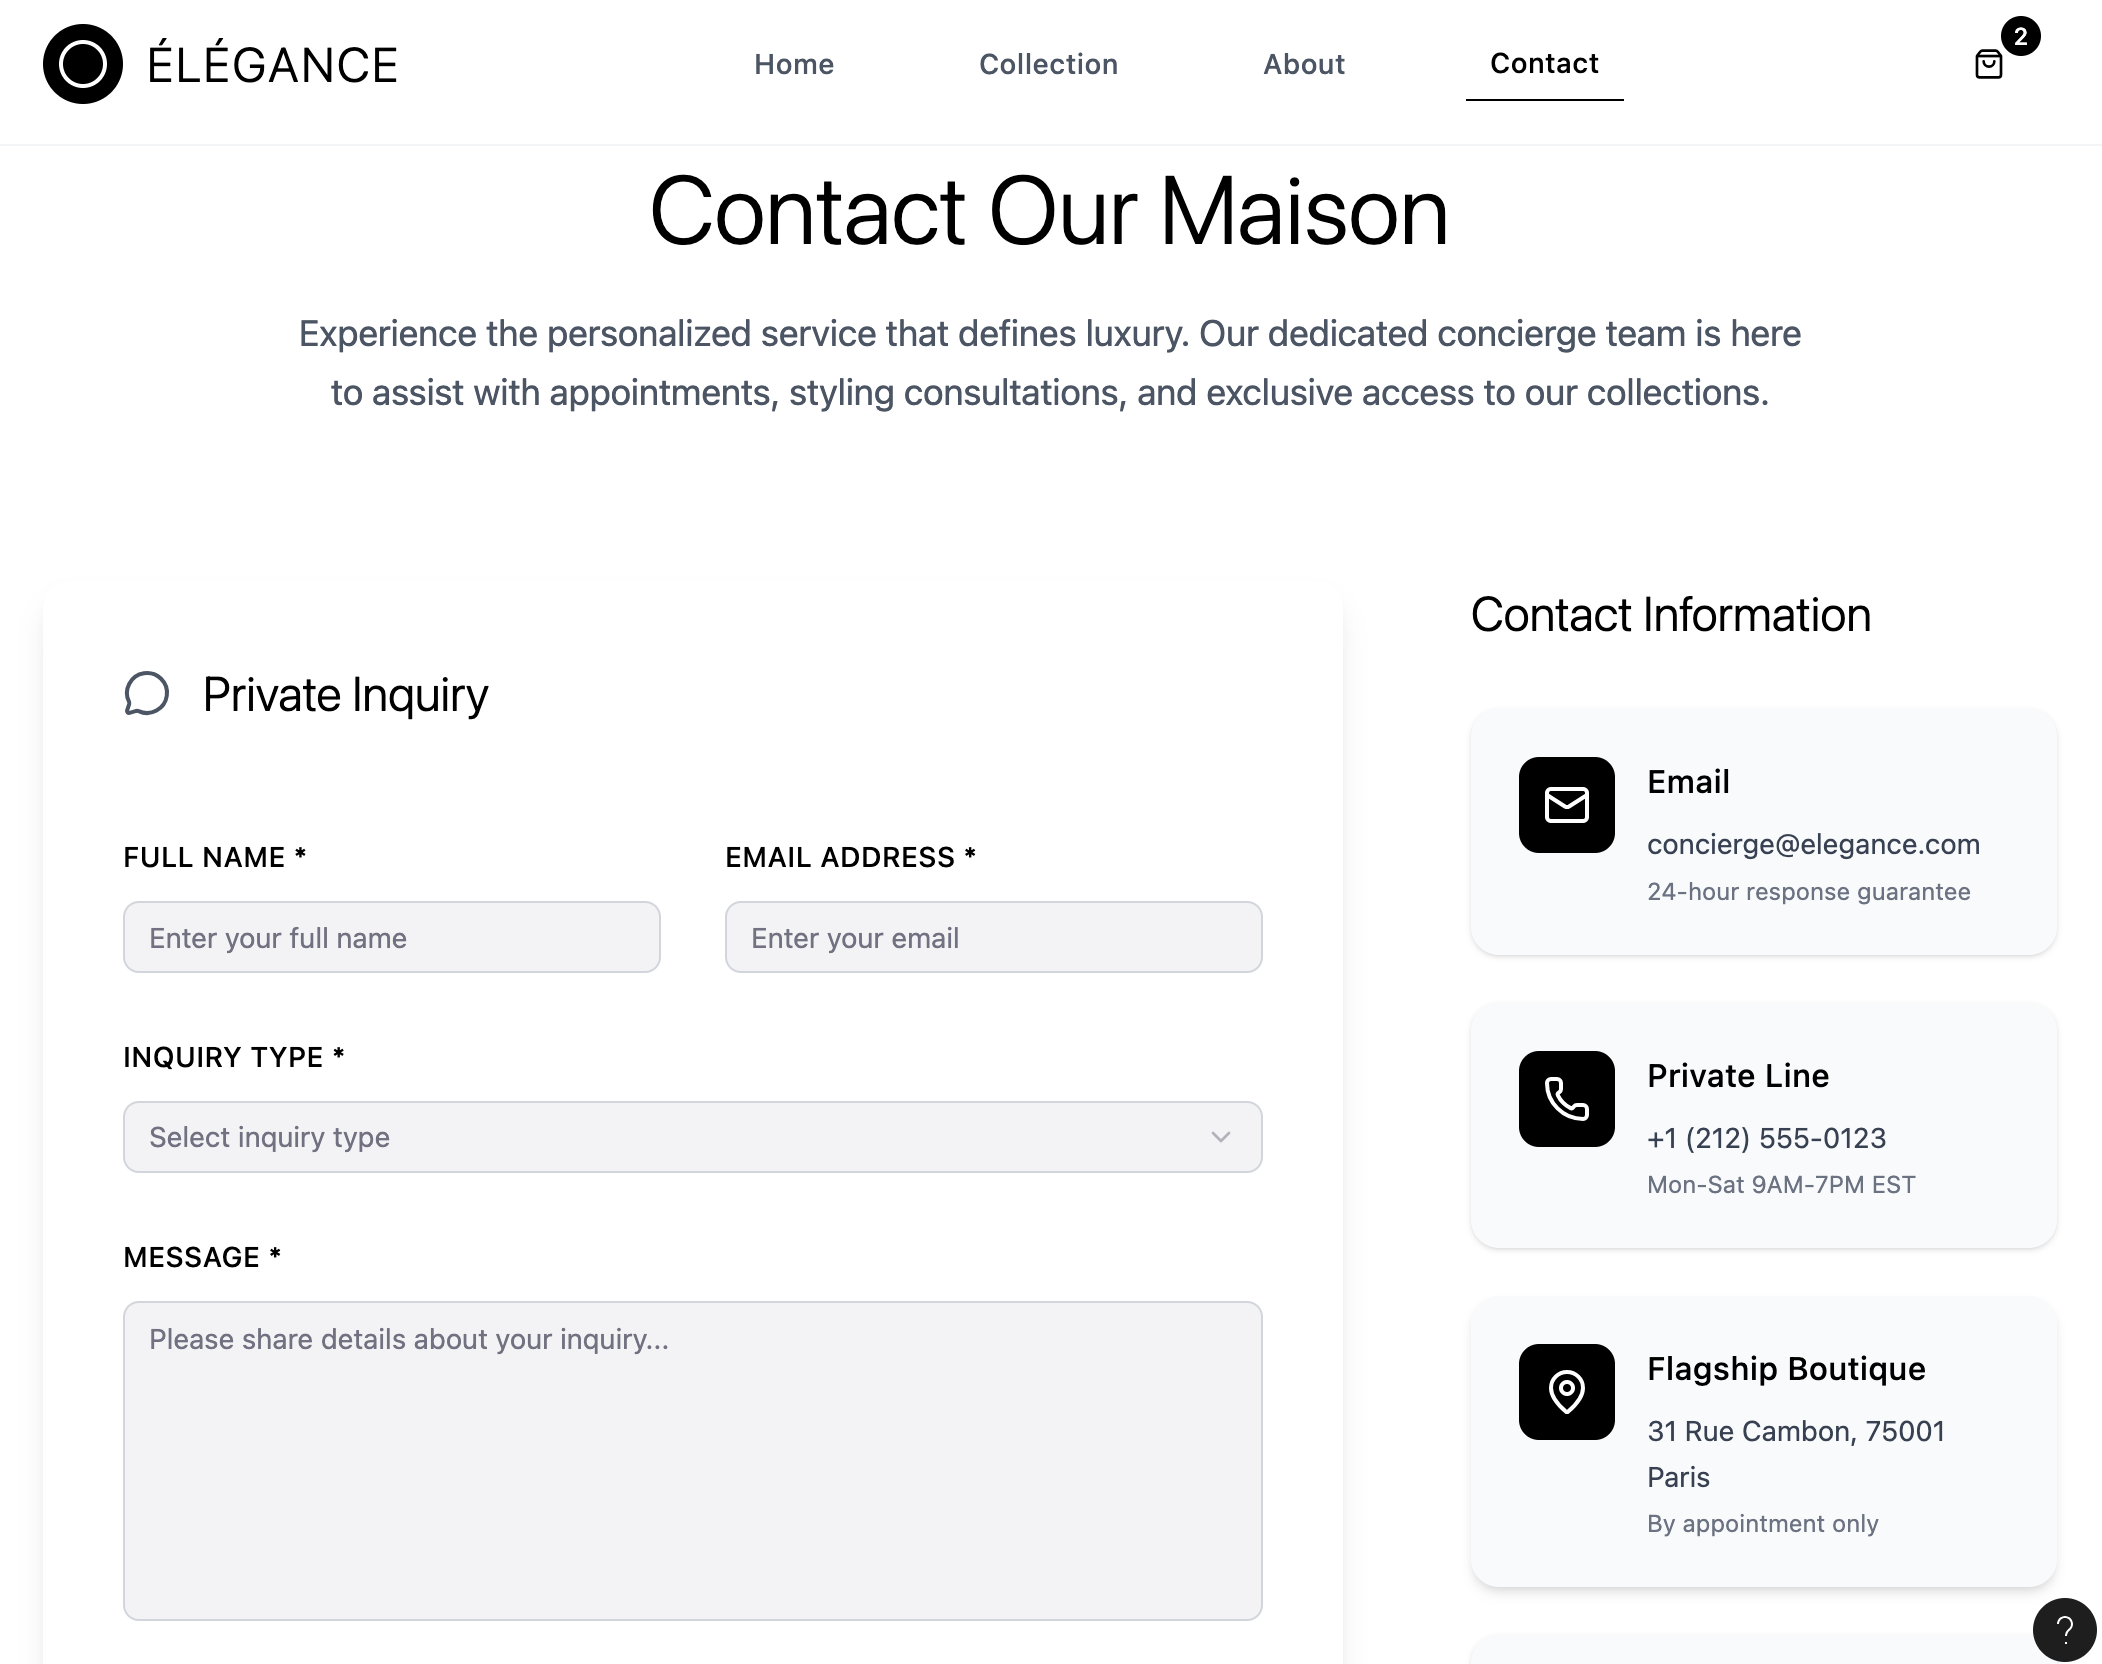 ÉLÉGANCE
Home
Collection
About
Contact
2
Contact Our Maison
Experience the personalized service that defines luxury. Our dedicated concierge team is here
to assist with appointments, styling consultations, and exclusive access to our collections.
Private Inquiry
FULL NAME *
Enter your full name
EMAIL ADDRESS *
Enter your email
INQUIRY TYPE *
Select inquiry type
MESSAGE *
Please share details about your inquiry...
Contact Information
Email
concierge@elegance.com
24-hour response guarantee
Private Line
+1 (212) 555-0123
Mon-Sat 9AM-7PM EST
Flagship Boutique
31 Rue Cambon, 75001
Paris
By appointment only
?